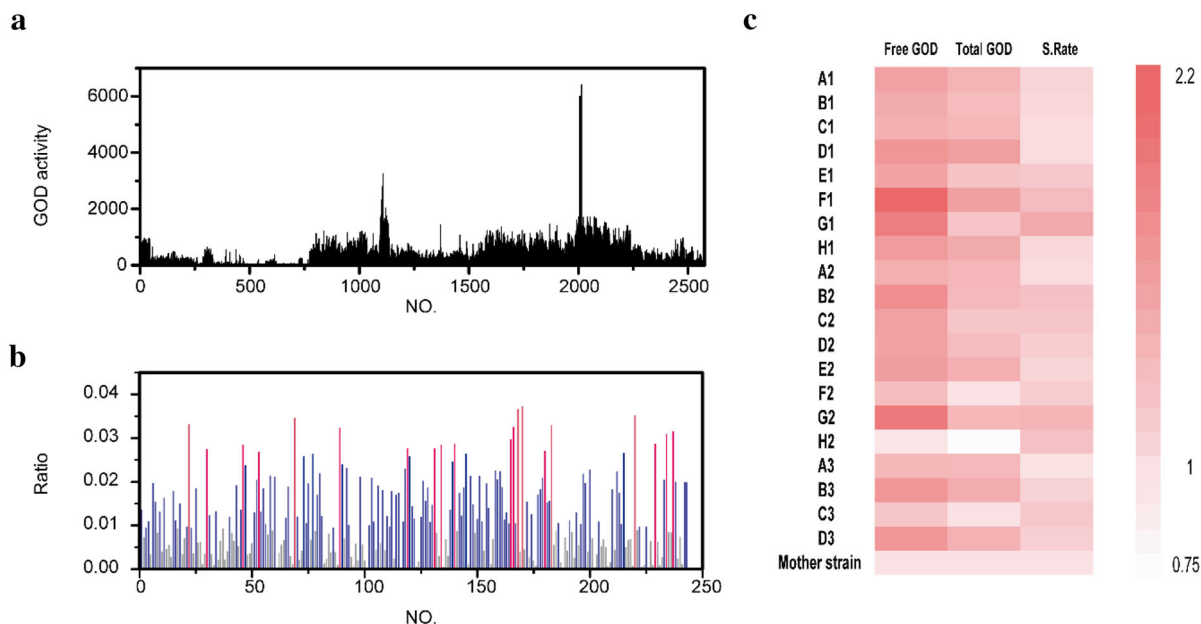 a
6000
4000
2000
0
GOD activity
0 500 1000 1500 2000 2500
NO.
b
0.04
0.03
0.02
0.01
0.00
Ratio
0 50 100 150 200 250
NO.
c
Free GOD Total GOD S.Rate
A1
B1
C1
D1
E1
F1
G1
H1
A2
B2
C2
D2
E2
F2
G2
H2
A3
B3
C3
D3
Mother strain
2.2
1
0.75